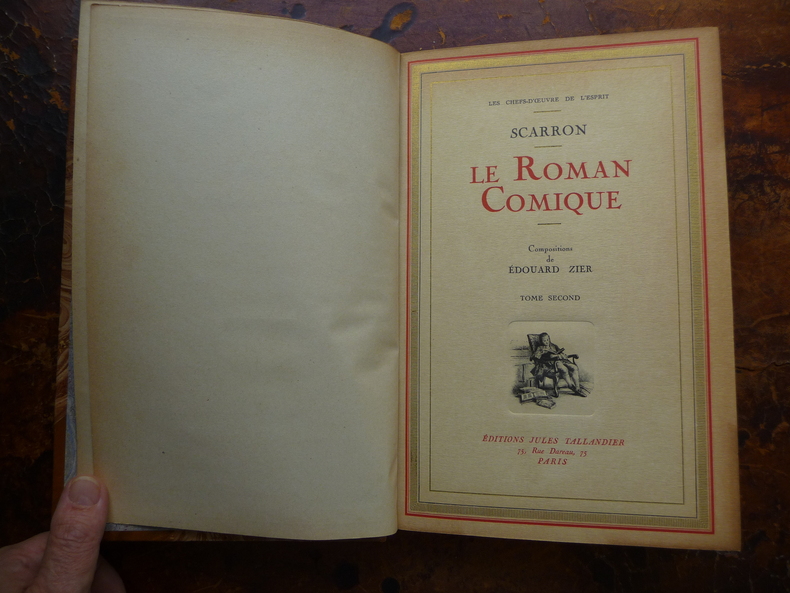 LES CHEFS-D'ŒUVRE DE L'ESPRIT
SCARRON
LE ROMAN
COMIQUE
Compositions
de
ÉDOUARD ZIER
TOME SECOND
ÉDITIONS JULES TALLANDIER
75, Rue Dareau, 75
PARIS